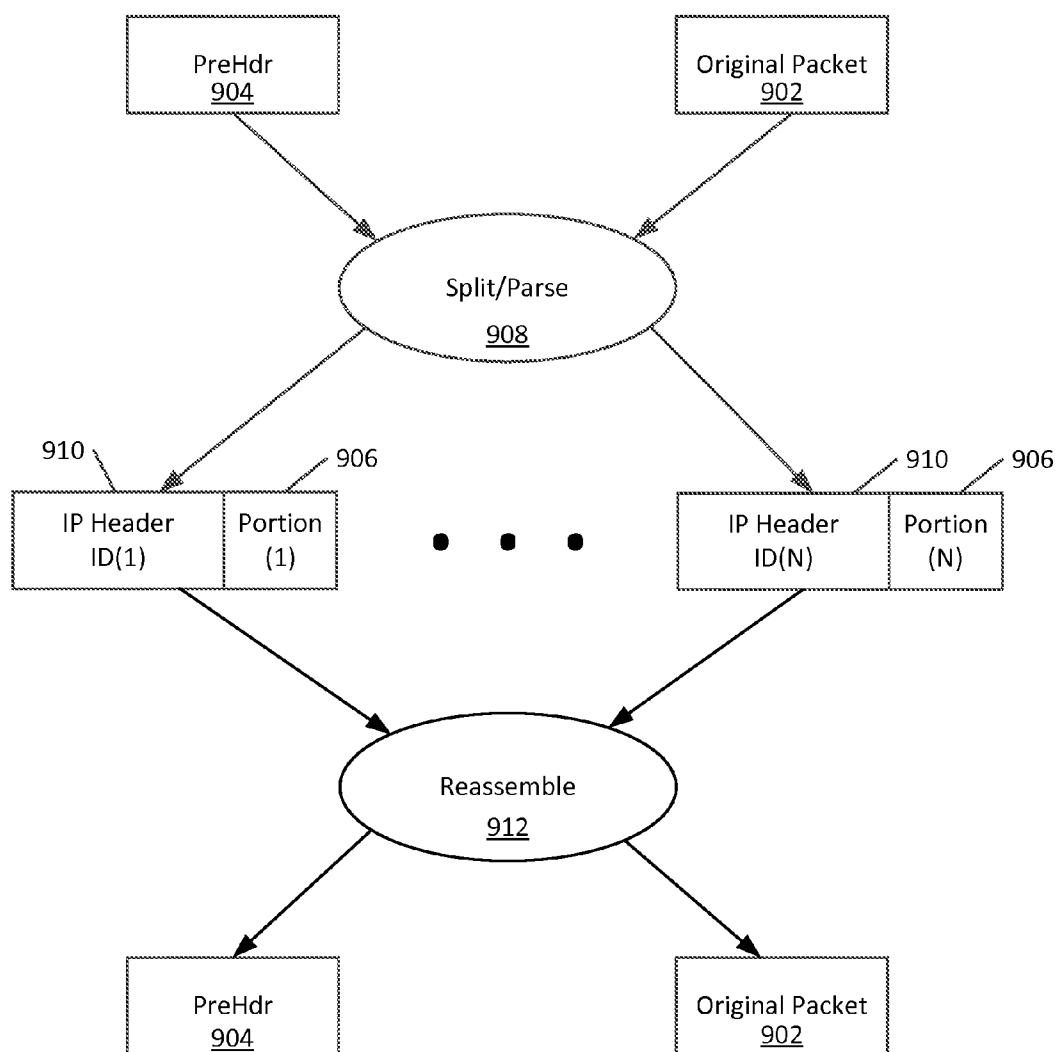 PreHdr
904
Original Packet
902
Split/Parse
908
910
906
910
906
IP Header
ID(1)
Portion
(1)
IP Header
ID(N)
Portion
(N)
Reassemble
912
PreHdr
904
Original Packet
902